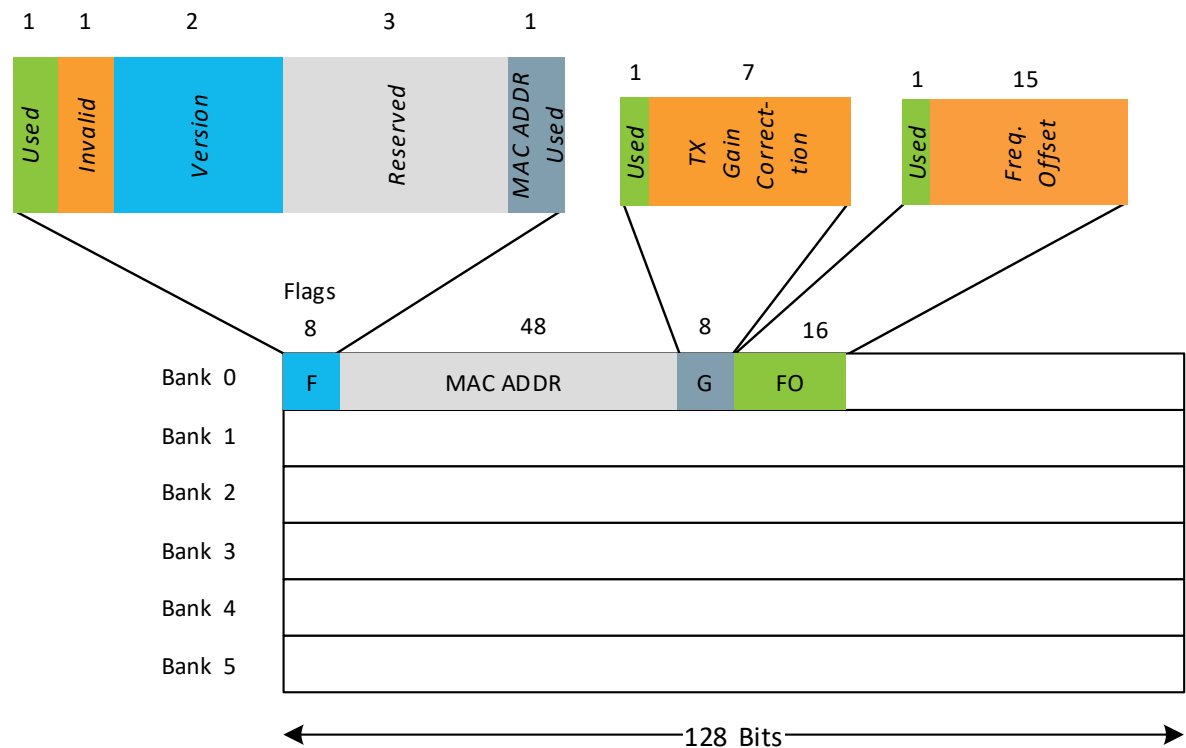 1 1 2 3 1
Used
Invalid
Version
Reserved
MAC ADDR
Used
1 7
Used
TX
Gain
Correct-
tion
1 15
Used
Freq.
Offset
Flags
8 48 8 16
Bank 0 F MAC ADDR G FO
Bank 1
Bank 2
Bank 3
Bank 4
Bank 5
128 Bits